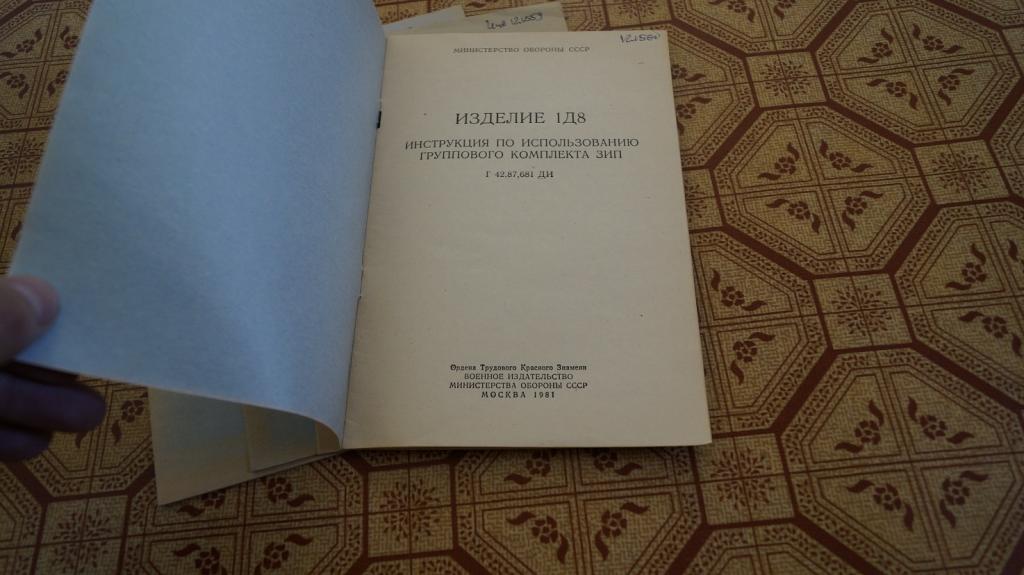 121560
МИНИСТЕРСТВО ОБОРОНЫ СССР
ИЗДЕЛИЕ 1Д8
ИНСТРУКЦИЯ ПО ИСПОЛЬЗОВАНИЮ
ГРУППОВОГО КОМПЛЕКТА ЗИП
Г 42.87.681 ДИ
Ордена Трудового Красного Знамени
ВОЕННОЕ ИЗДАТЕЛЬСТВО
МИНИСТЕРСТВА ОБОРОНЫ СССР
МОСКВА 1981